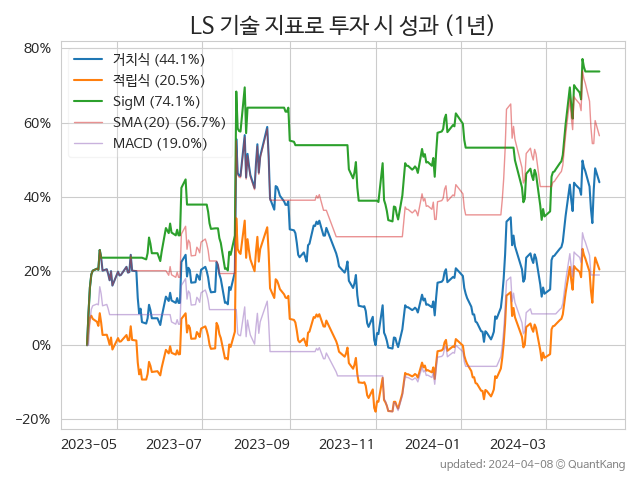 LS 기술 지표로 투자 시 성과 (1년)
80%
60%
40%
20%
0%
−20%
거치식 (44.1%)
적립식 (20.5%)
SigM (74.1%)
SMA(20) (56.7%)
MACD (19.0%)
2023-05 2023-07 2023-09 2023-11 2024-01 2024-03
updated: 2024-04-08 © QuantKang